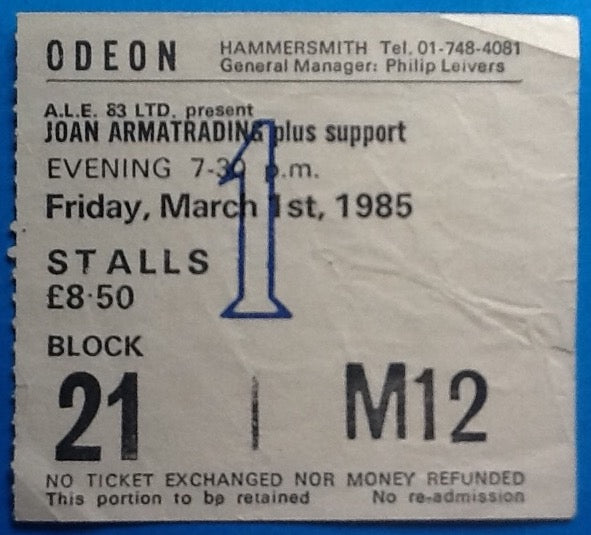 ODEON HAMMERSMITH Tel. 01-748-4081
General Manager: Philip Leivers
A.L.E. 83 LTD. present
JOAN ARMATRADING plus support
EVENING 7-30 p.m.
Friday, March 1st, 1985
1
STALLS
£8·50
BLOCK
21 | M12
NO TICKET EXCHANGED NOR MONEY REFUNDED
This portion to be retained No re-admission